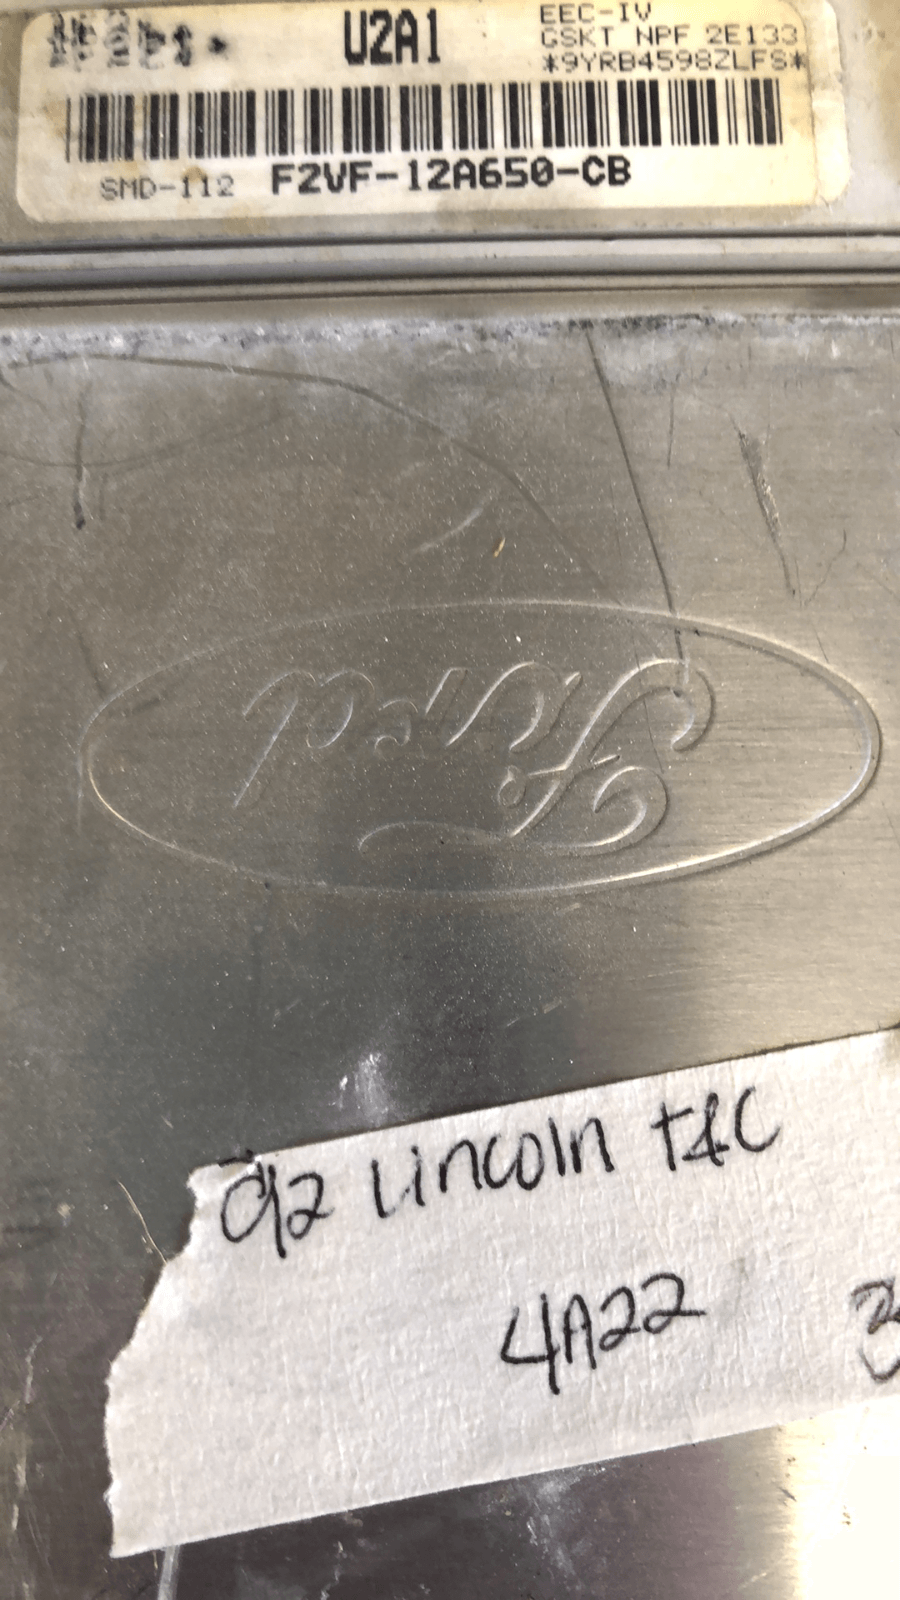 U2A1
EEC-IV
GSKT NPF 2E133
*9YRB4598ZLFS*
SMD-112 F2VF-12A650-CB
Ford
92 Lincoln T&C
4A22